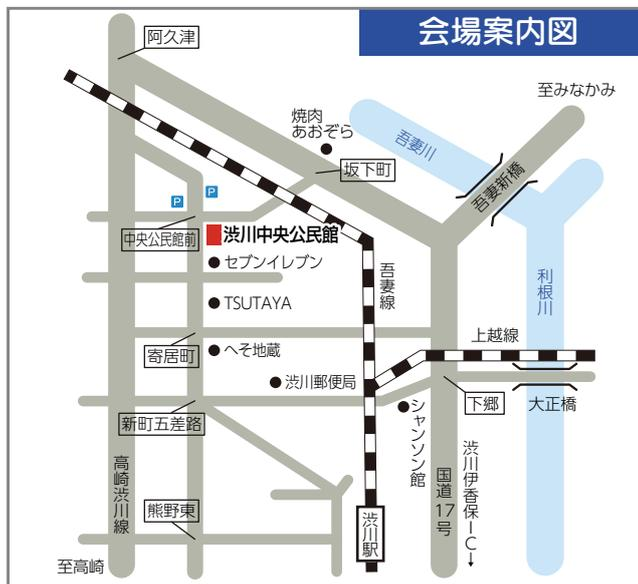 会場案内図
阿久津
至みなかみ
焼肉
あおぞら
吾妻川
坂下町
吾妻新橋
P
P
中央公民館前
渋川中央公民館
セブンイレブン
吾妻線
利根川
TSUTAYA
上越線
寄居町
へそ地蔵
渋川郵便局
新町五差路
シャンソン館
下郷
大正橋
高崎渋川線
国道17号
渋川伊香保IC↓
熊野東
渋川駅
至高崎